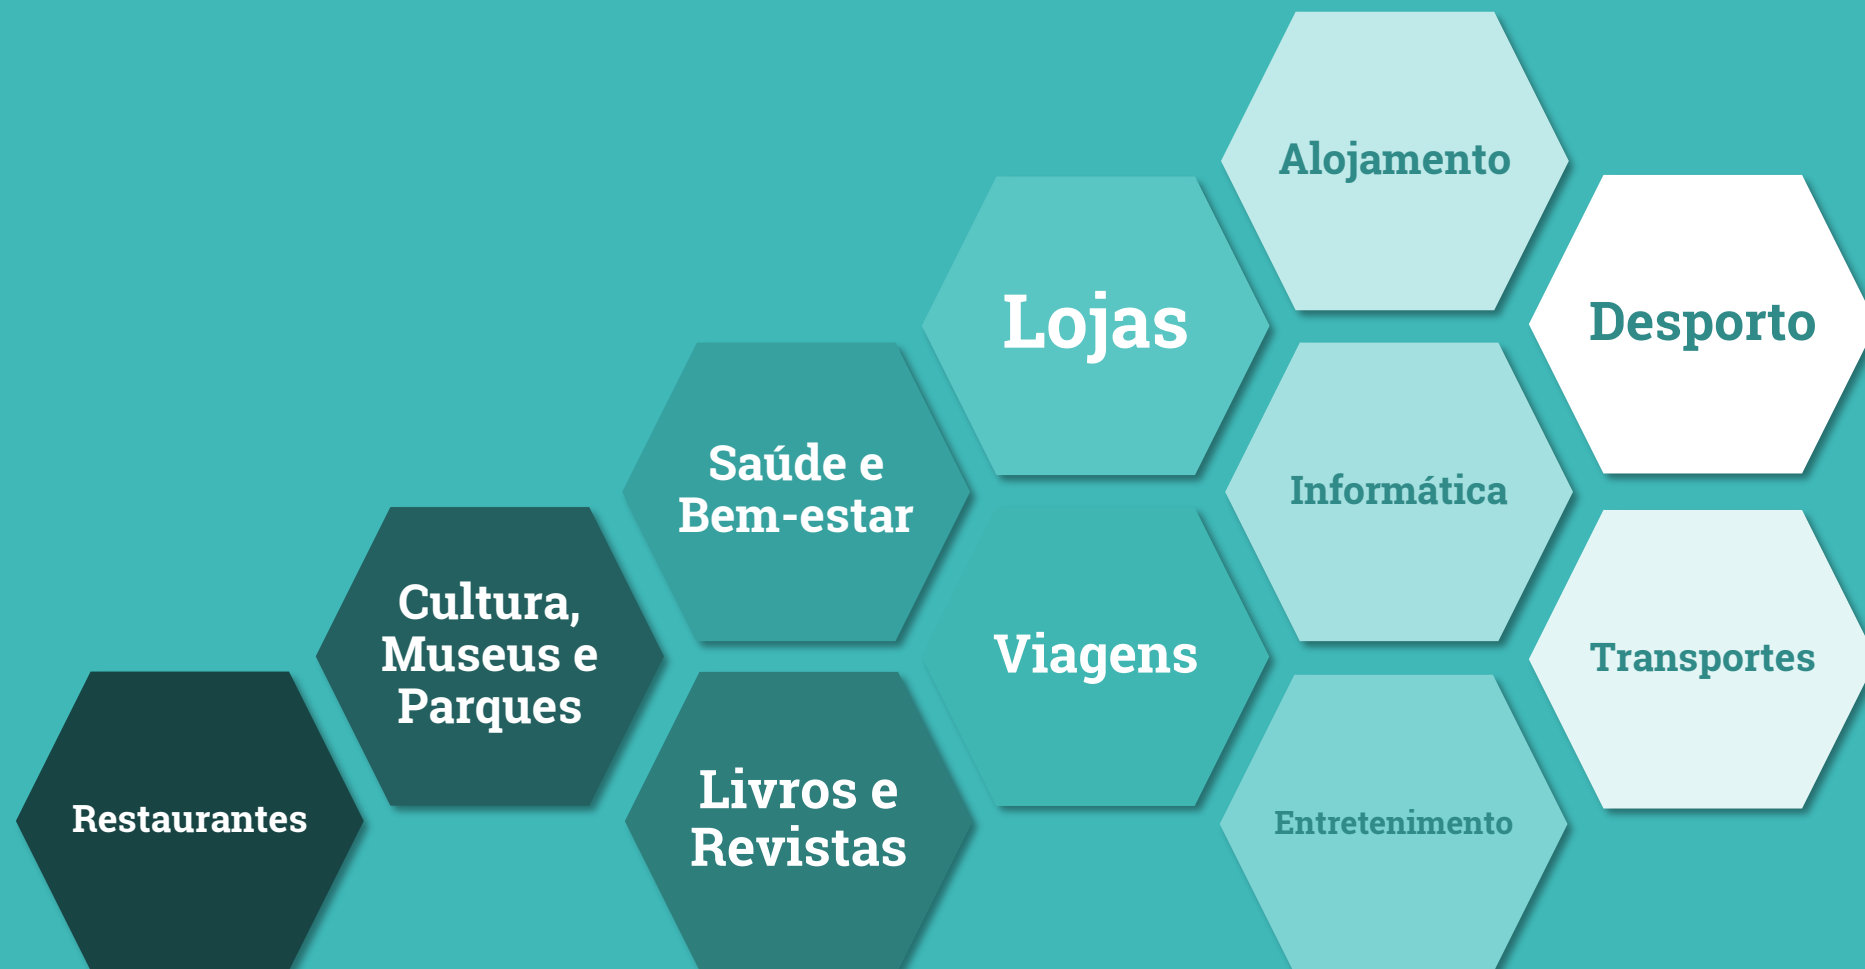 Alojamento
Lojas
Desporto
Saúde e
Bem-estar
Informática
Cultura,
Museus e
Parques
Viagens
Transportes
Restaurantes
Livros e
Revistas
Entretenimento